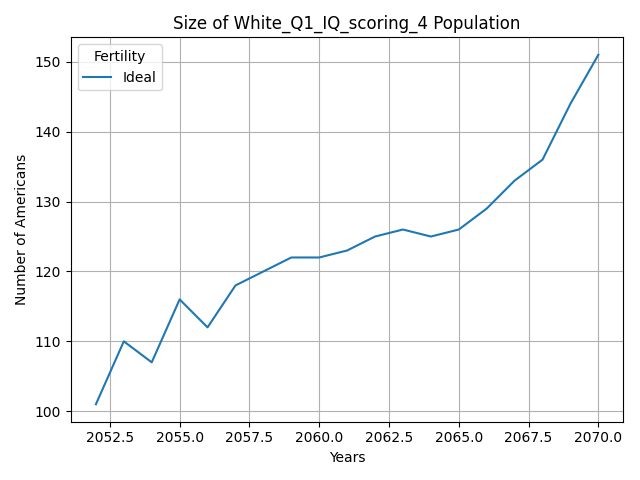 Size of White_Q1_IQ_scoring_4 Population
Fertility
Ideal
Number of Americans
150
140
130
120
110
100
2052.5 2055.0 2057.5 2060.0 2062.5 2065.0 2067.5 2070.0
Years